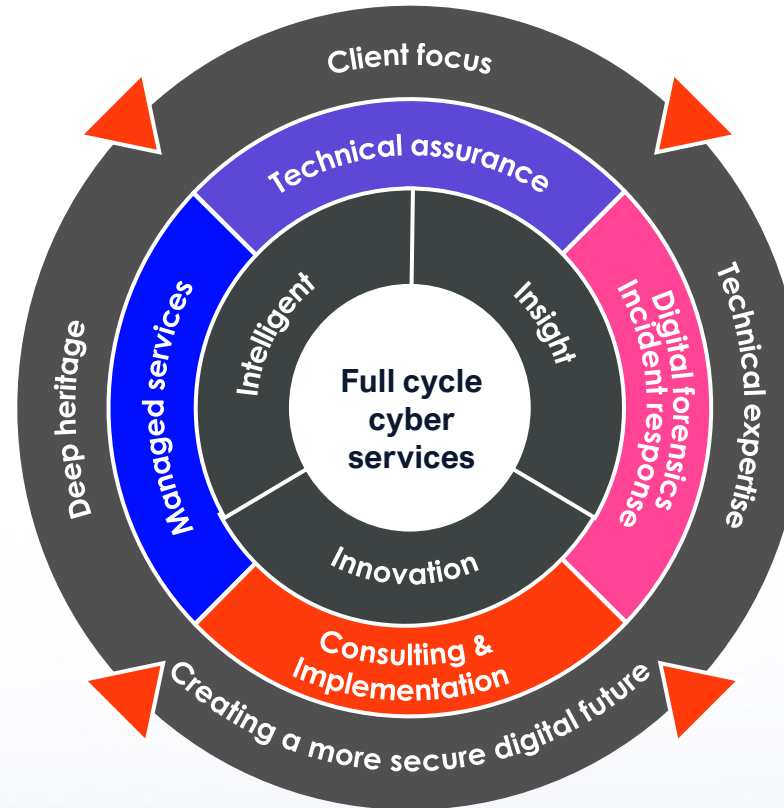 Client focus
Technical assurance
Intelligent
Insight
Digital forensics
Incident response
Technical expertise
Full cycle
cyber
services
Managed services
Deep heritage
Innovation
Consulting &
Implementation
Creating a more secure digital future